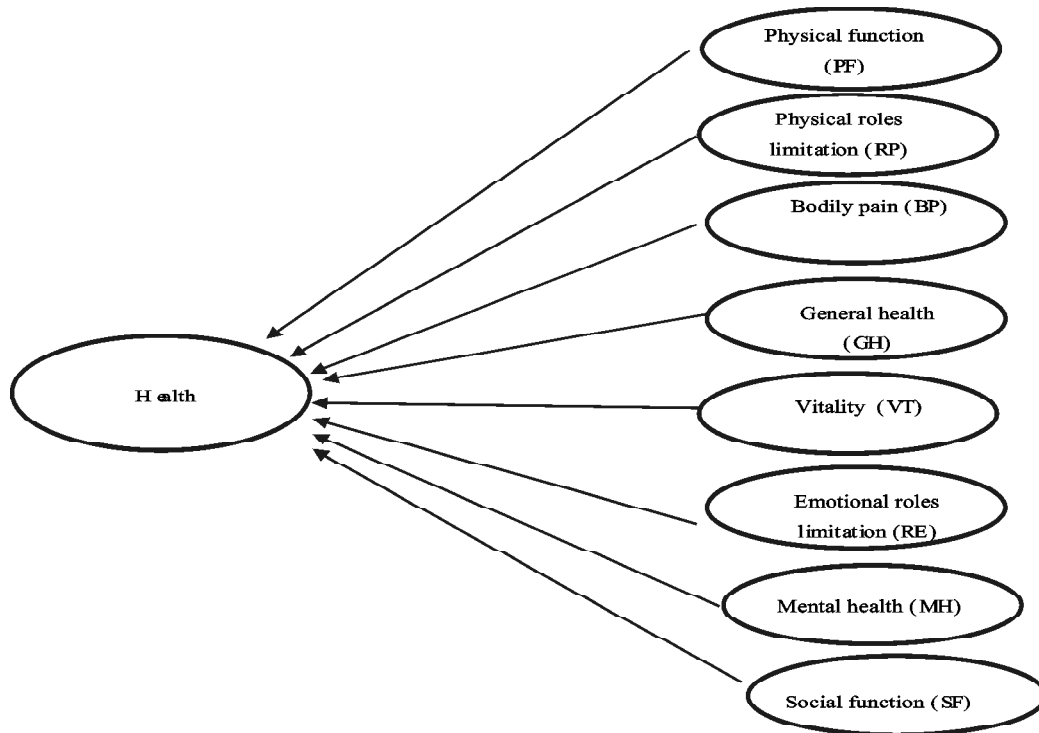 Physical function
(PF)
Physical roles
limitation (RP)
Bodily pain (BP)
General health
(GH)
Health
Vitality (VT)
Emotional roles
limitation (RE)
Mental health (MH)
Social function (SF)